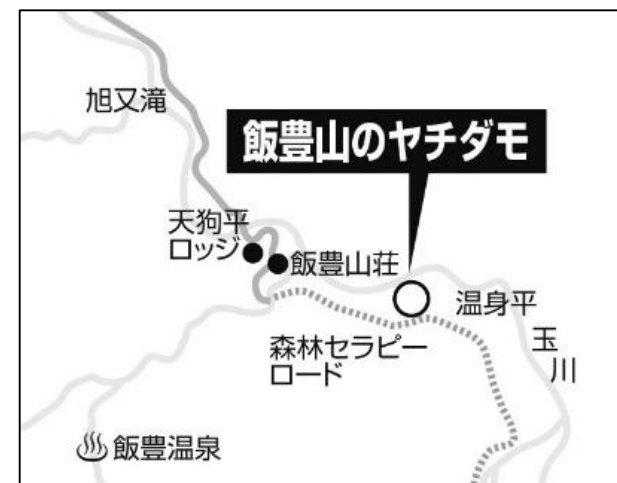 旭又滝
飯豊山のヤチダモ
天狗平
ロッジ
飯豊山荘
温身平
森林セラピー
ロード
玉
川
飯豊温泉